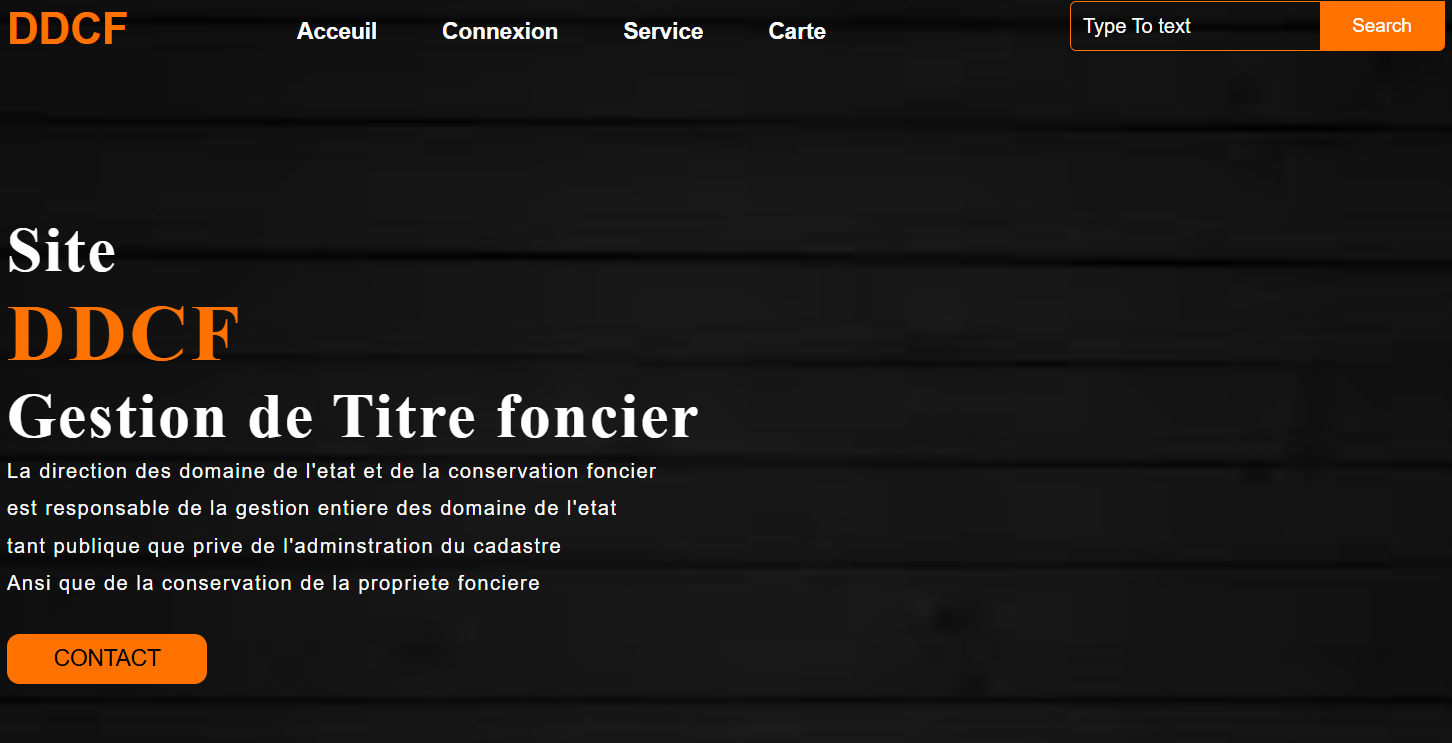 DDCF
Acceuil Connexion Service Carte
Type To text Search
Site
DDCF
Gestion de Titre foncier
La direction des domaine de l'etat et de la conservation foncier
est responsable de la gestion entiere des domaine de l'etat
tant publique que prive de l'adminstration du cadastre
Ansi que de la conservation de la propriete fonciere
CONTACT